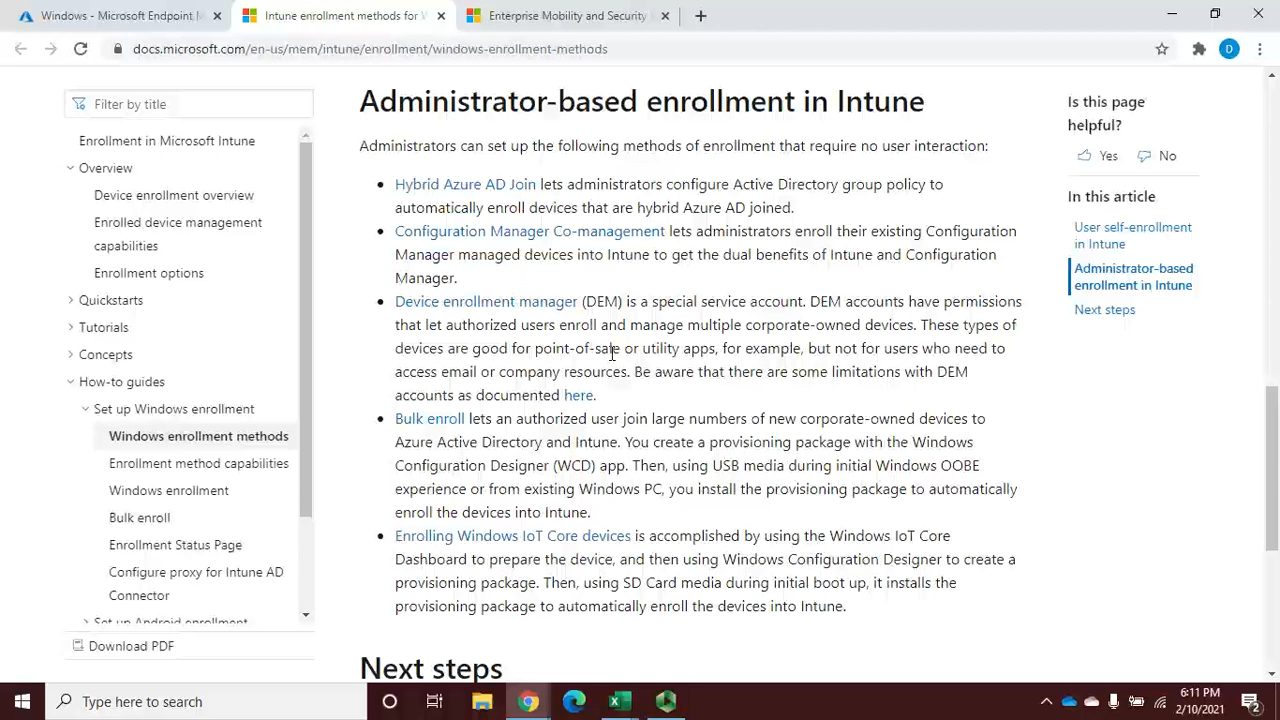 Windows - Microsoft Endpoint M
Intune enrollment methods for W
Enterprise Mobility and Security
docs.microsoft.com/en-us/mem/intune/enrollment/windows-enrollment-methods
D
Filter by title
Enrollment in Microsoft Intune
Overview
Device enrollment overview
Enrolled device management
capabilities
Enrollment options
Quickstarts
Tutorials
Concepts
How-to guides
Set up Windows enrollment
Windows enrollment methods
Enrollment method capabilities
Windows enrollment
Bulk enroll
Enrollment Status Page
Configure proxy for Intune AD
Connector
Set up Android enrollment
Download PDF
Administrator-based enrollment in Intune
Administrators can set up the following methods of enrollment that require no user interaction:
• Hybrid Azure AD Join lets administrators configure Active Directory group policy to
automatically enroll devices that are hybrid Azure AD joined.
• Configuration Manager Co-management lets administrators enroll their existing Configuration
Manager managed devices into Intune to get the dual benefits of Intune and Configuration
Manager.
• Device enrollment manager (DEM) is a special service account. DEM accounts have permissions
that let authorized users enroll and manage multiple corporate-owned devices. These types of
devices are good for point-of-sale or utility apps, for example, but not for users who need to
access email or company resources. Be aware that there are some limitations with DEM
accounts as documented here.
• Bulk enroll lets an authorized user join large numbers of new corporate-owned devices to
Azure Active Directory and Intune. You create a provisioning package with the Windows
Configuration Designer (WCD) app. Then, using USB media during initial Windows OOBE
experience or from existing Windows PC, you install the provisioning package to automatically
enroll the devices into Intune.
• Enrolling Windows IoT Core devices is accomplished by using the Windows IoT Core
Dashboard to prepare the device, and then using Windows Configuration Designer to create a
provisioning package. Then, using SD Card media during initial boot up, it installs the
provisioning package to automatically enroll the devices into Intune.
Next steps
Is this page
helpful?
Yes No
In this article
User self-enrollment
in Intune
Administrator-based
enrollment in Intune
Next steps
Type here to search
6:11 PM
2/10/2021
2